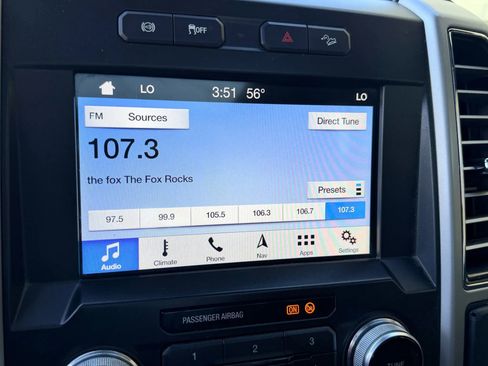 OFF
LO 3:51 56° LO
FM Sources Direct Tune
107.3
the fox The Fox Rocks
Presets
97.5 99.9 105.5 106.3 106.7 107.3
Audio Climate Phone Nav Apps Settings
PASSENGER AIRBAG ON
1 2 3
TUNE